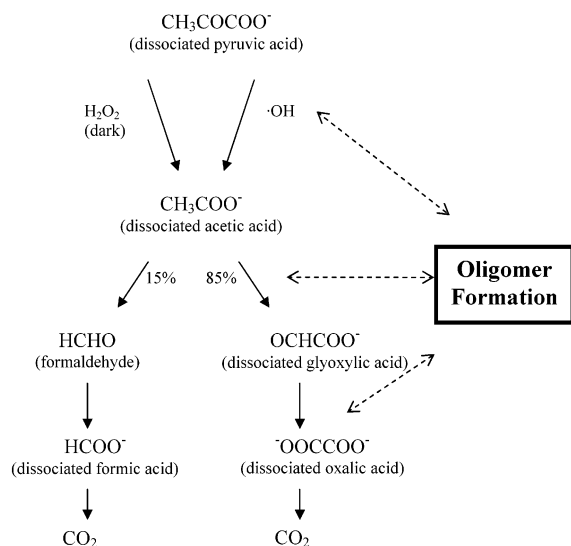 CH₃COCOO⁻
(dissociated pyruvic acid)
H₂O₂
(dark)
·OH
CH₃COO⁻
(dissociated acetic acid)
15%
85%
Oligomer
Formation
HCHO
(formaldehyde)
OCHCOO⁻
(dissociated glyoxylic acid)
HCOO⁻
(dissociated formic acid)
⁻OOCCOO⁻
(dissociated oxalic acid)
CO₂
CO₂